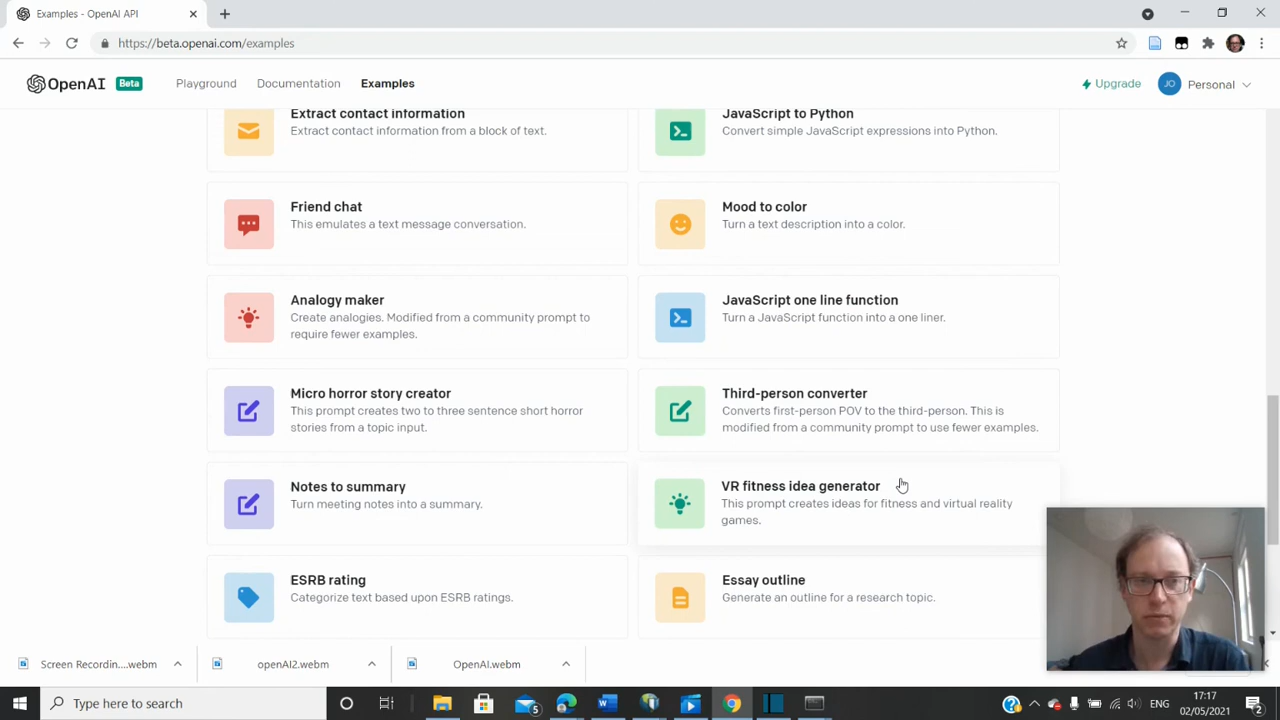 Examples - OpenAI API
https://beta.openai.com/examples
OpenAI Beta Playground Documentation Examples Upgrade JO Personal
Extract contact information
Extract contact information from a block of text.
JavaScript to Python
Convert simple JavaScript expressions into Python.
Friend chat
This emulates a text message conversation.
Mood to color
Turn a text description into a color.
Analogy maker
Create analogies. Modified from a community prompt to
require fewer examples.
JavaScript one line function
Turn a JavaScript function into a one liner.
Micro horror story creator
This prompt creates two to three sentence short horror
stories from a topic input.
Third-person converter
Converts first-person POV to the third-person. This is
modified from a community prompt to use fewer examples.
Notes to summary
Turn meeting notes into a summary.
VR fitness idea generator
This prompt creates ideas for fitness and virtual reality
games.
ESRB rating
Categorize text based upon ESRB ratings.
Essay outline
Generate an outline for a research topic.
Screen Recordin....webm openAI2.webm OpenAI.webm
Type here to search 5 ENG 17:17
02/05/2021 2